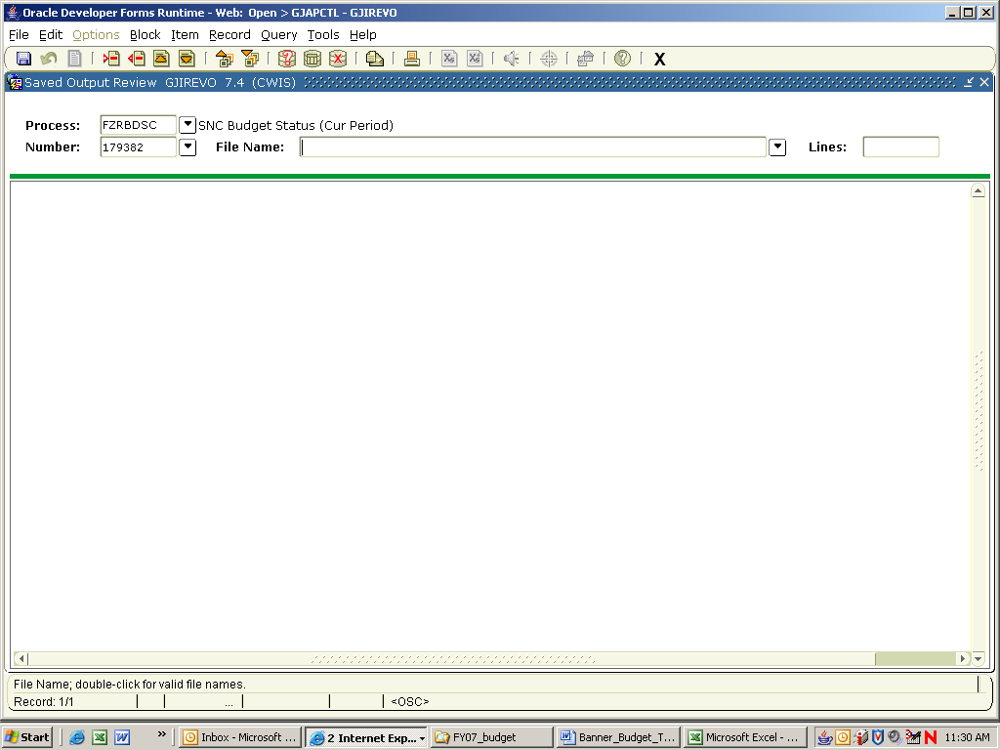 Oracle Developer Forms Runtime - Web: Open > GJAPCTL - GJIREVO
File Edit Options Block Item Record Query Tools Help
Saved Output Review GJIREVO 7.4 (CWIS)
Process: FZRBDSC SNC Budget Status (Cur Period)
Number: 179382 File Name: Lines:
File Name; double-click for valid file names.
Record: 1/1 ... <OSC>
Start » Inbox - Microsoft ... 2 Internet Exp... FY07_budget Banner_Budget_T... Microsoft Excel - ... 11:30 AM